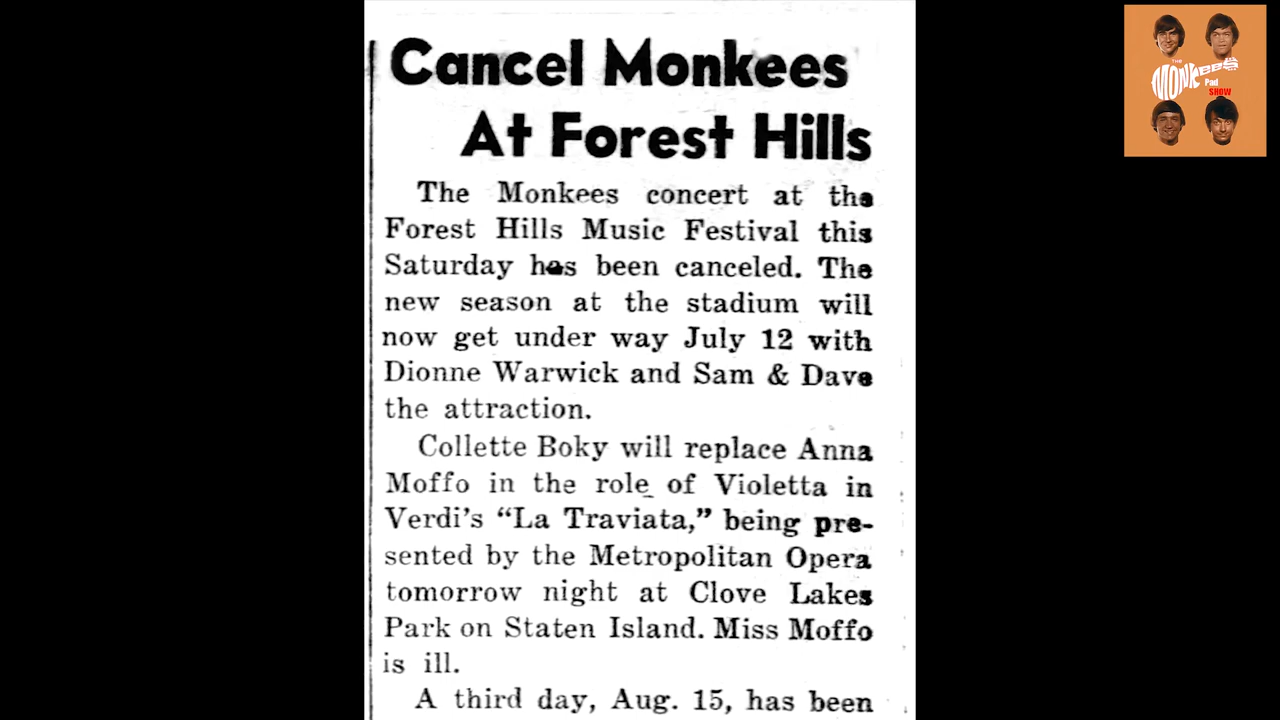 Cancel Monkees
At Forest Hills
The Monkees concert at the
Forest Hills Music Festival this
Saturday has been canceled. The
new season at the stadium will
now get under way July 12 with
Dionne Warwick and Sam & Dave
the attraction.
Collette Boky will replace Anna
Moffo in the role of Violetta in
Verdi's "La Traviata," being pre-
sented by the Metropolitan Opera
tomorrow night at Clove Lakes
Park on Staten Island. Miss Moffo
is ill.
A third day, Aug. 15, has been
THE
MONKEES
Pad
SHOW